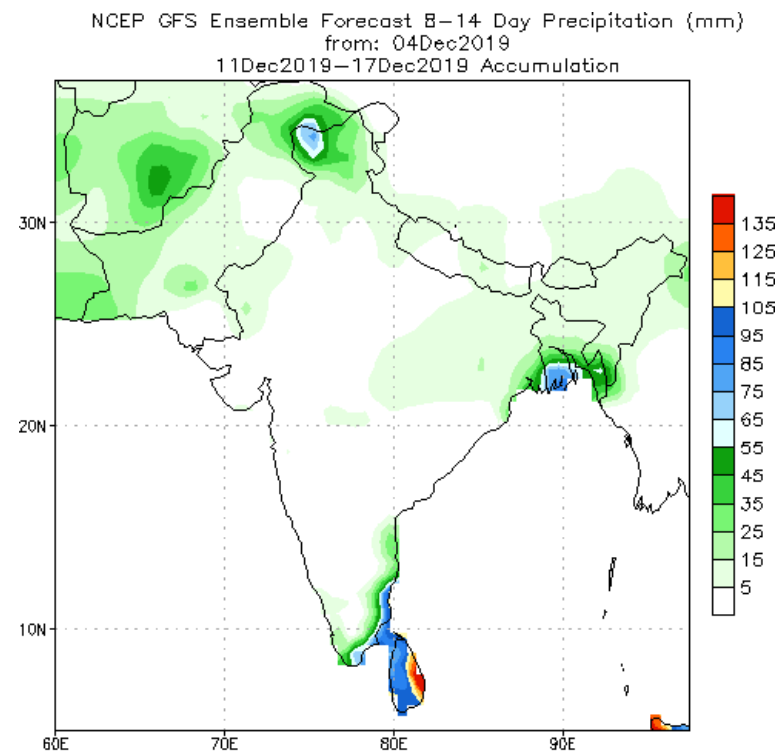 NCEP GFS Ensemble Forecast 8-14 Day Precipitation (mm)
from: 04Dec2019
11Dec2019-17Dec2019 Accumulation
30N
20N
10N
60E
70E
80E
90E
135
125
115
105
95
85
75
65
55
45
35
25
15
5